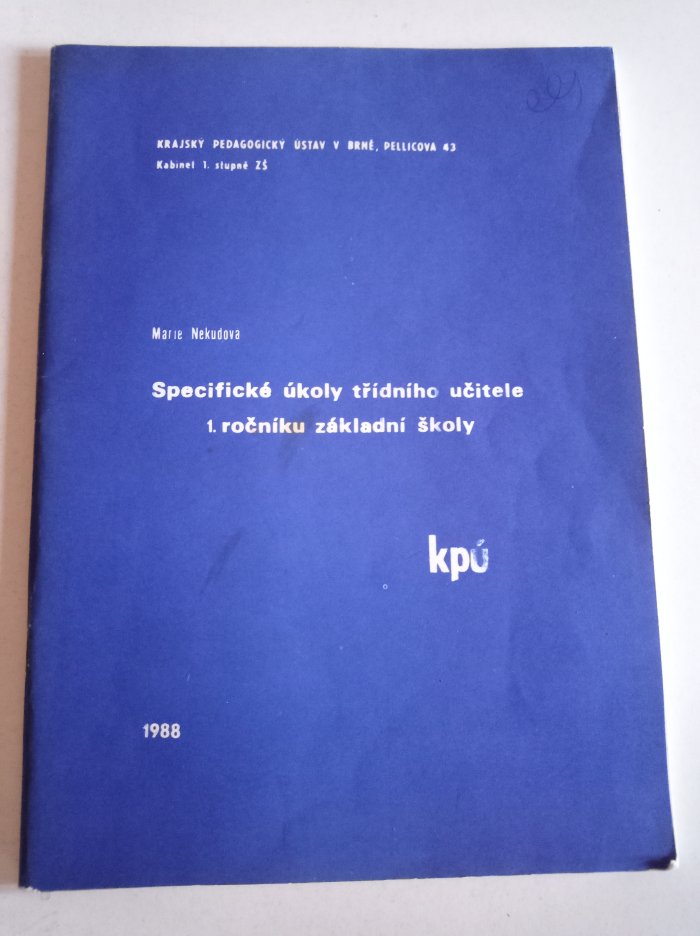 KRAJSKÝ PEDAGOGICKÝ ÚSTAV V BRNĚ, PELLICOVA 43
Kabinet 1. stupně ZŠ
Marie Nekudova
Specifické úkoly třídního učitele
1. ročníku základní školy
kpú
1988